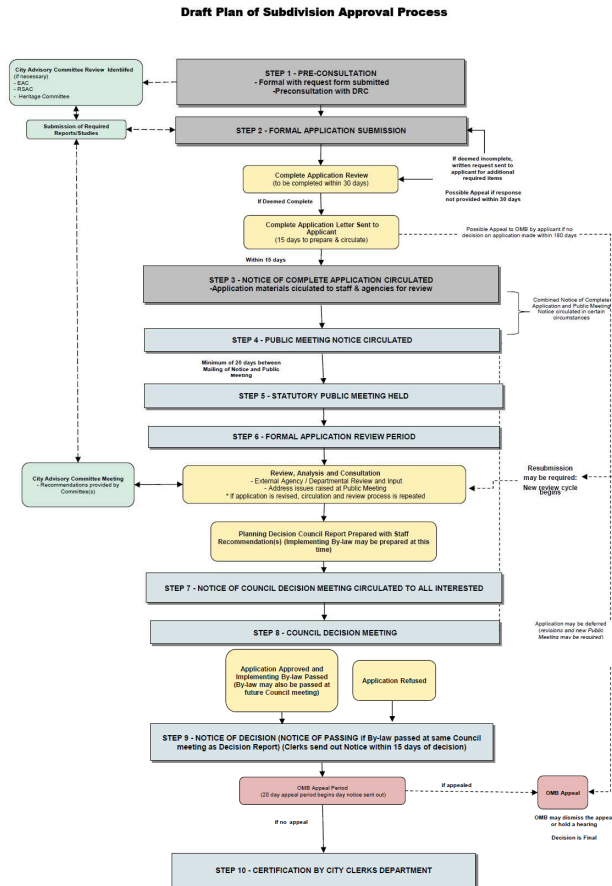 Draft Plan of Subdivision Approval Process
City Advisory Committee Review Identiifed
(if necessary)
- EAC
- RSAC
- Heritage Committee
STEP 1 - PRE-CONSULTATION
- Formal with request form submitted
-Preconsultation with DRC
Submission of Required
Reports/Studies
STEP 2 - FORMAL APPLICATION SUBMISSION
If deemed incomplete,
written request sent to
applicant for additional
required items
Possible Appeal if response
not provided within 30 days
Complete Application Review
(to be completed within 30 days)
If Deemed Complete
Complete Application Letter Sent to
Applicant
(15 days to prepare & circulate)
Possible Appeal to OMB by applicant if no
decision on application made within 180 days
Within 15 days
STEP 3 - NOTICE OF COMPLETE APPLICATION CIRCULATED
-Application materials ciculated to staff & agencies for review
Combined Notice of Complete
Application and Public Meeting
Notice circulated in certain
circumstances
STEP 4 - PUBLIC MEETING NOTICE CIRCULATED
Minimum of 20 days between
Mailing of Notice and Public
Meeting
STEP 5 - STATUTORY PUBLIC MEETING HELD
STEP 6 - FORMAL APPLICATION REVIEW PERIOD
City Advisory Committee Meeting
- Recommendations provided by
Committee(s)
Review, Analysis and Consultation
- External Agency / Departmental Review and Input
- Address issues raised at Public Meeting
* If application is revised, circulation and review process is repeated
Resubmission
may be required:
New review cycle
begins
Planning Decision Council Report Prepared with Staff
Recommendation(s) (Implementing By-law may be prepared at this
time)
STEP 7 - NOTICE OF COUNCIL DECISION MEETING CIRCULATED TO ALL INTERESTED
STEP 8 - COUNCIL DECISION MEETING
Application may be deferred
(revisions and new Public
Meeting may be required)
Application Approved and
Implementing By-law Passed
(By-law may also be passed at
future Council meeting)
Application Refused
STEP 9 - NOTICE OF DECISION (NOTICE OF PASSING if By-law passed at same Council
meeting as Decision Report) (Clerks send out Notice within 15 days of decision)
OMB Appeal Period
(20 day appeal period begins day notice sent out)
if appealed
OMB Appeal
OMB may dismiss the appea
or hold a hearing
Decision is Final
if no appeal
STEP 10 - CERTIFICATION BY CITY CLERKS DEPARTMENT